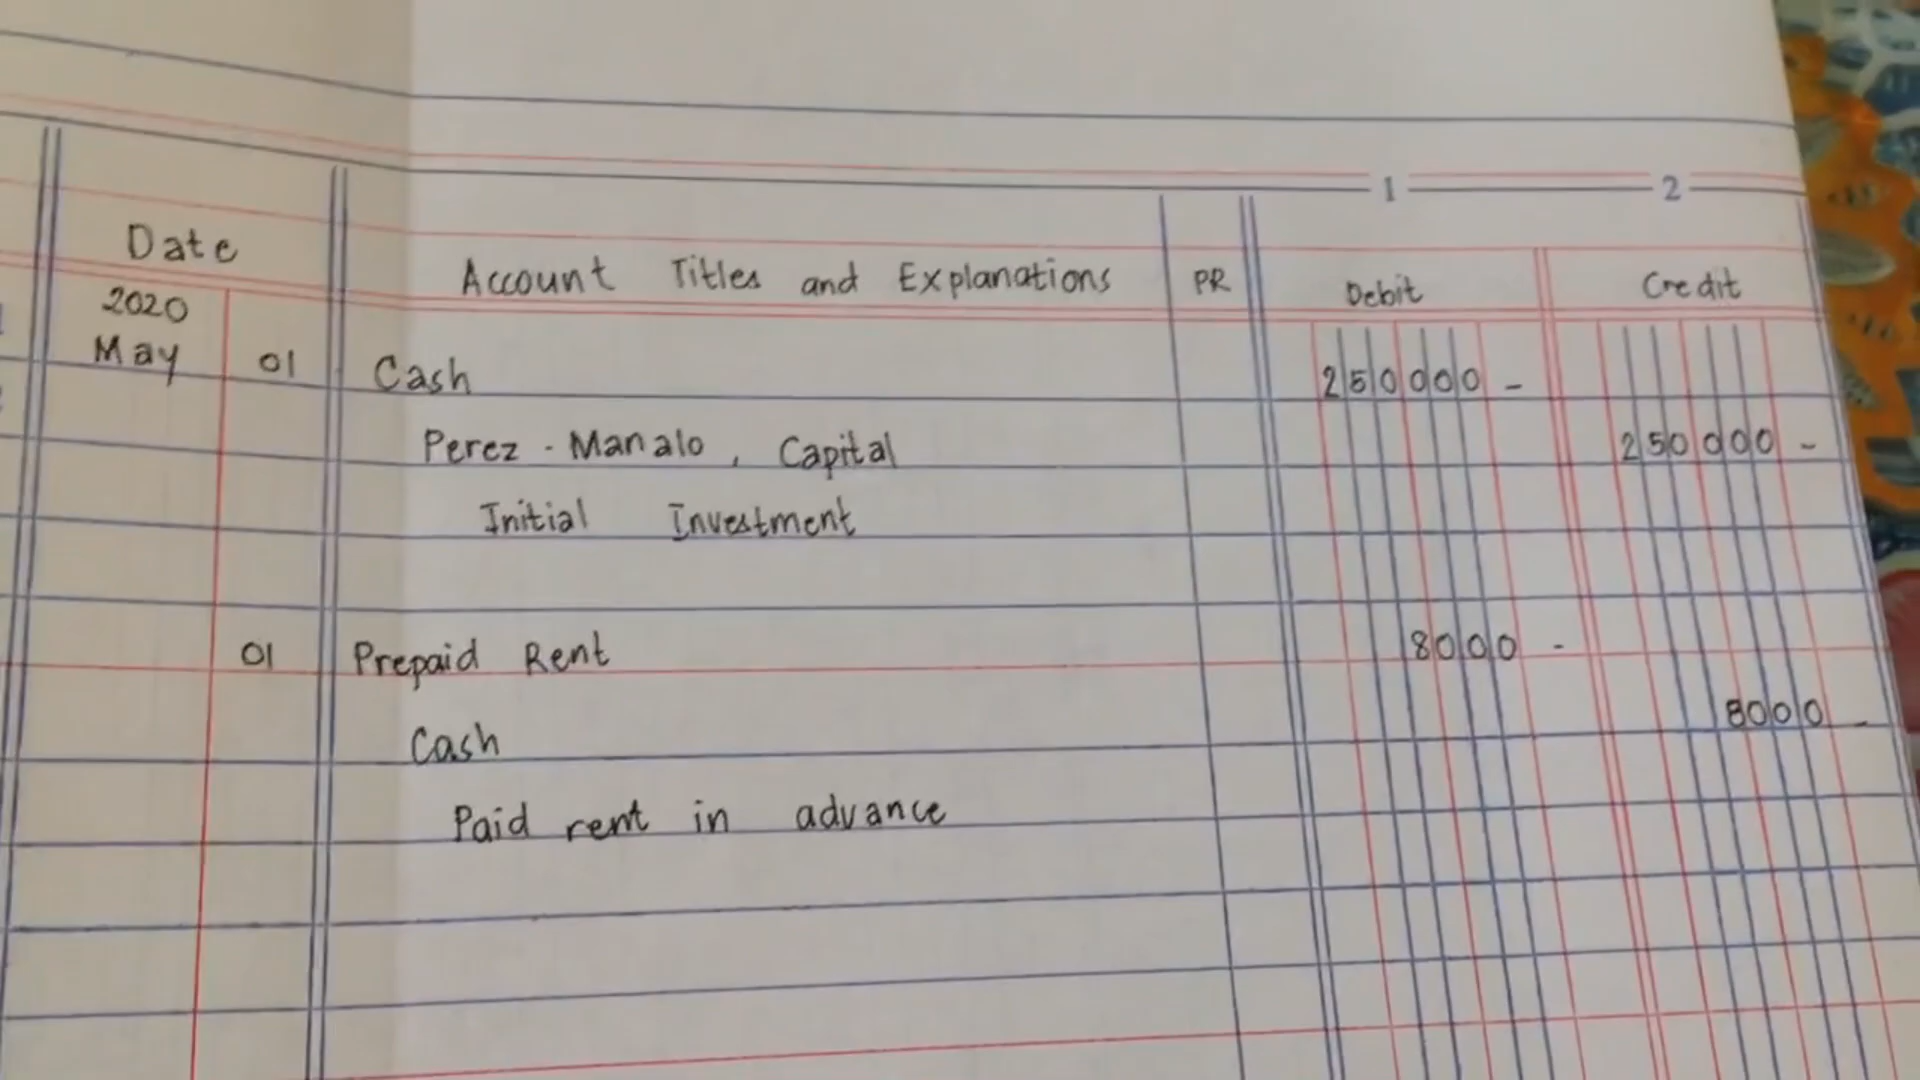 1 2
Date Account Titles and Explanations PR Debit Credit
2020
May 01 Cash 250000 -
Perez - Manalo, Capital 250000 -
Initial Investment
01 Prepaid Rent 8000 -
Cash 8000 -
Paid rent in advance